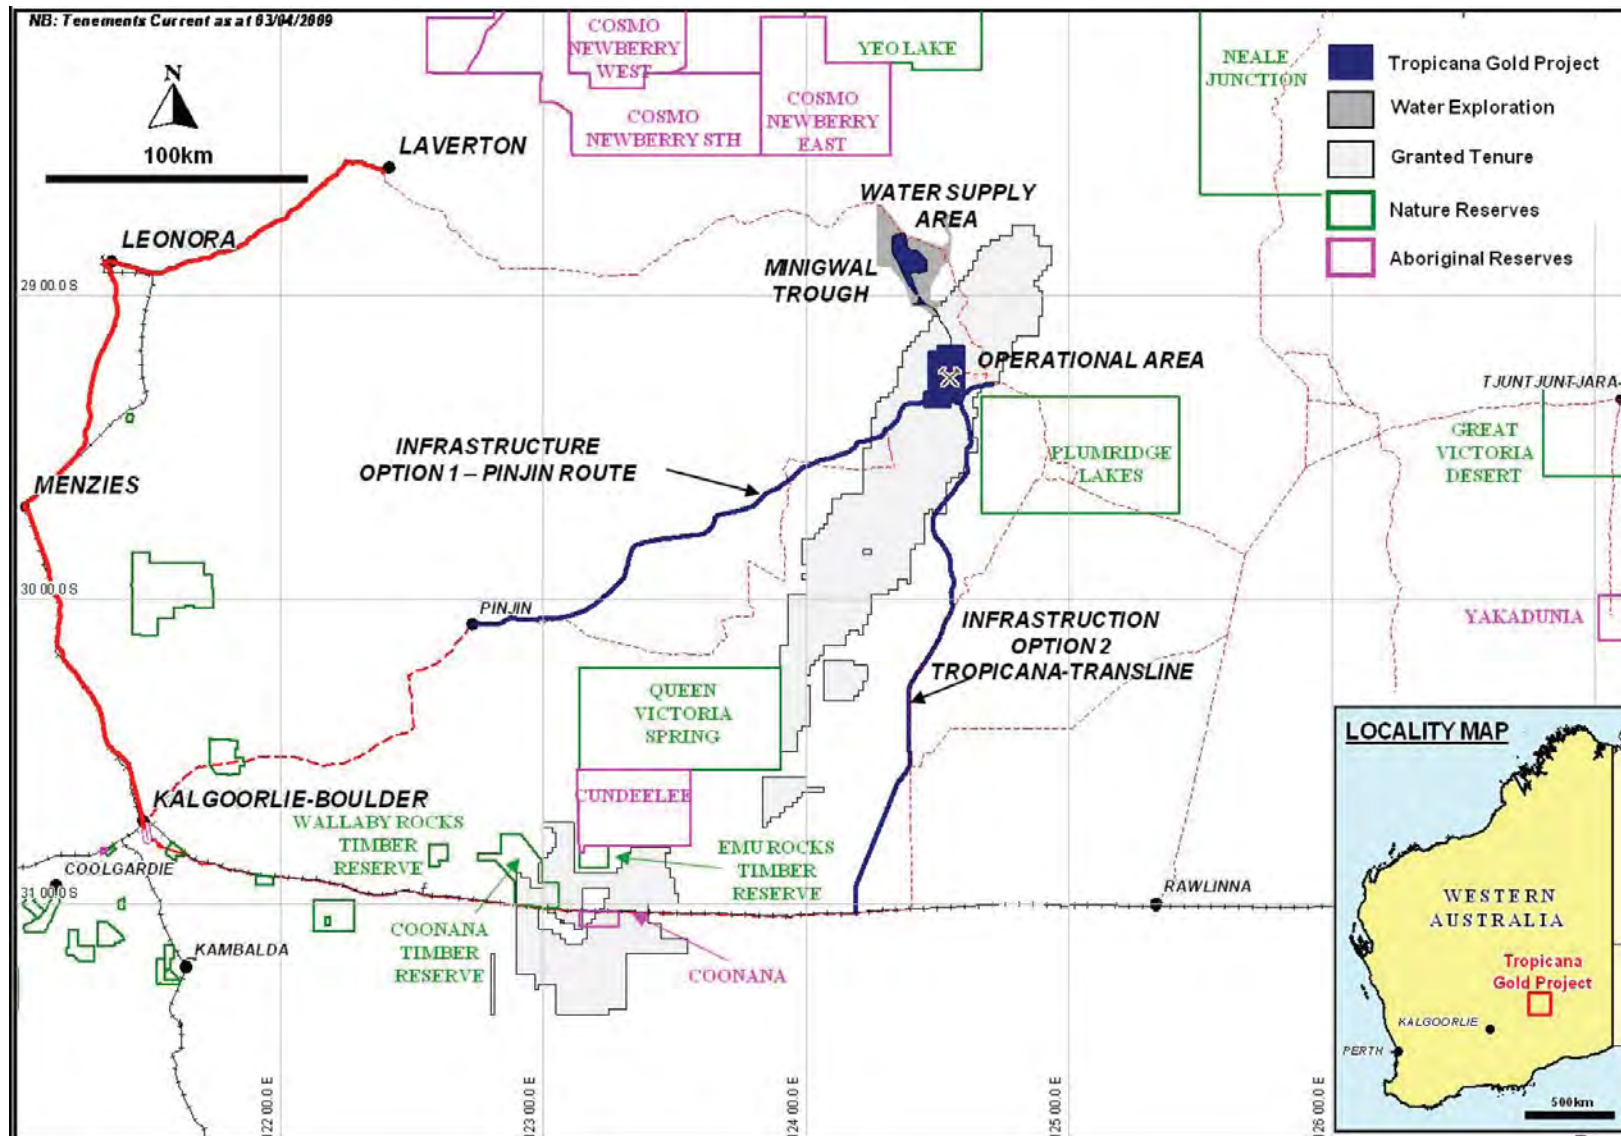 NB: Tenements Current as at 03/04/2009
N
100km
COSMO
NEWBERRY
WEST
YEO LAKE
COSMO
NEWBERRY STH
COSMO
NEWBERRY
EAST
NEALE
JUNCTION
Tropicana Gold Project
Water Exploration
Granted Tenure
Nature Reserves
Aboriginal Reserves
LAVERTON
LEONORA
WATER SUPPLY
AREA
MINIGWAL
TROUGH
29 00.0 S
OPERATIONAL AREA
TJUNTJUNTJARA
INFRASTRUCTURE
OPTION 1 – PINJIN ROUTE
PLUMRIDGE
LAKES
GREAT
VICTORIA
DESERT
MENZIES
30 00.0 S
PINJIN
INFRASTRUCTION
OPTION 2
TROPICANA-TRANSLINE
YAKADUNIA
QUEEN
VICTORIA
SPRING
KALGOORLIE-BOULDER
CUNDEELEE
WALLABY ROCKS
TIMBER
RESERVE
EMU ROCKS
TIMBER
RESERVE
COOLGARDIE
31 00.0 S
RAWLINNA
COONANA
TIMBER
RESERVE
KAMBALDA
COONANA
122 00.0 E
123 00.0 E
124 00.0 E
125 00.0 E
126 00.0 E
LOCALITY MAP
WESTERN
AUSTRALIA
Tropicana
Gold Project
KALGOORLIE
PERTH
500km